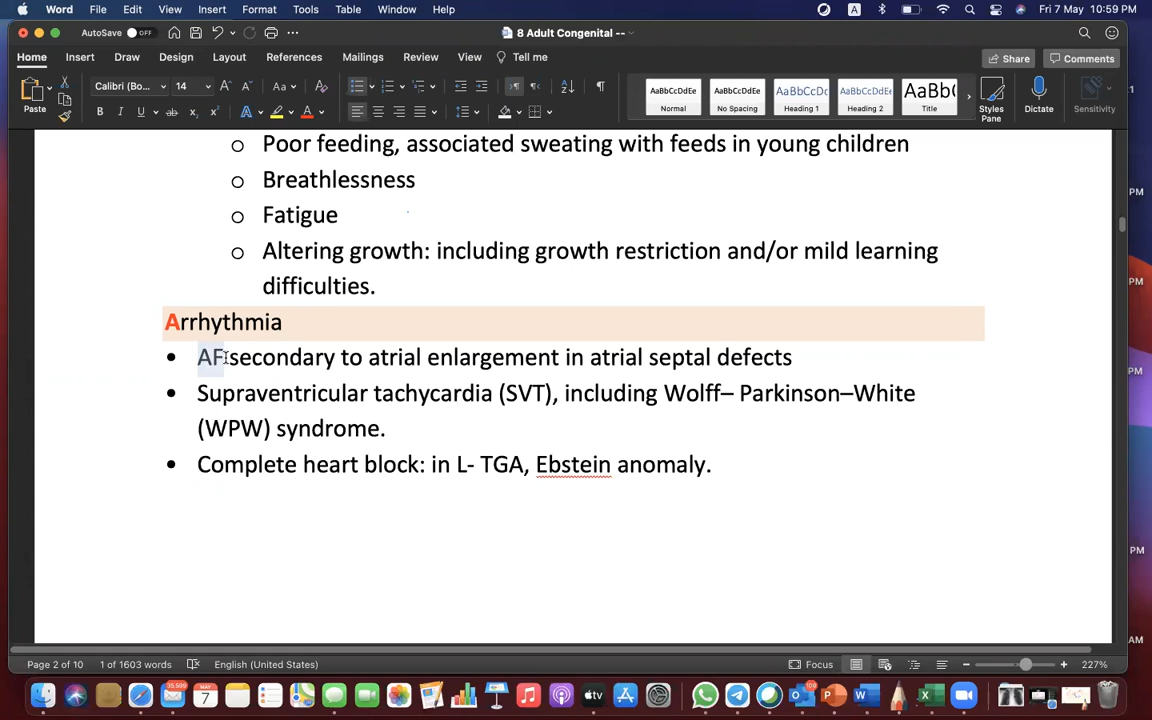 Word File Edit View Insert Format Tools Table Window Help A Fri 7 May 10:59 PM
AutoSave OFF 8 Adult Congenital --
Home Insert Draw Design Layout References Mailings Review View Tell me Share Comments
Paste Calibri (Bo... 14 Aa AaBbCcDdEe Normal AaBbCcDdEe No Spacing AaBbCcDc Heading 1 AaBbCcDdEe Heading 2 AaBb( Title Styles Pane Dictate Sensitivity
Poor feeding, associated sweating with feeds in young children
Breathlessness
Fatigue
Altering growth: including growth restriction and/or mild learning
difficulties.
Arrhythmia
AF secondary to atrial enlargement in atrial septal defects
Supraventricular tachycardia (SVT), including Wolff– Parkinson–White
(WPW) syndrome.
Complete heart block: in L- TGA, Ebstein anomaly.
PM
PM
PM
AM
Page 2 of 10 1 of 1603 words English (United States) Focus 227%